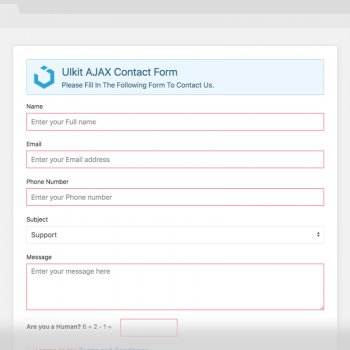 UIkit AJAX Contact Form
Please Fill In The Following Form To Contact Us.
Name
Enter your Full name
Email
Enter your Email address
Phone Number
Enter your Phone number
Subject
Support
Message
Enter your message here
Are you a Human? 6 + 2 - 1 =